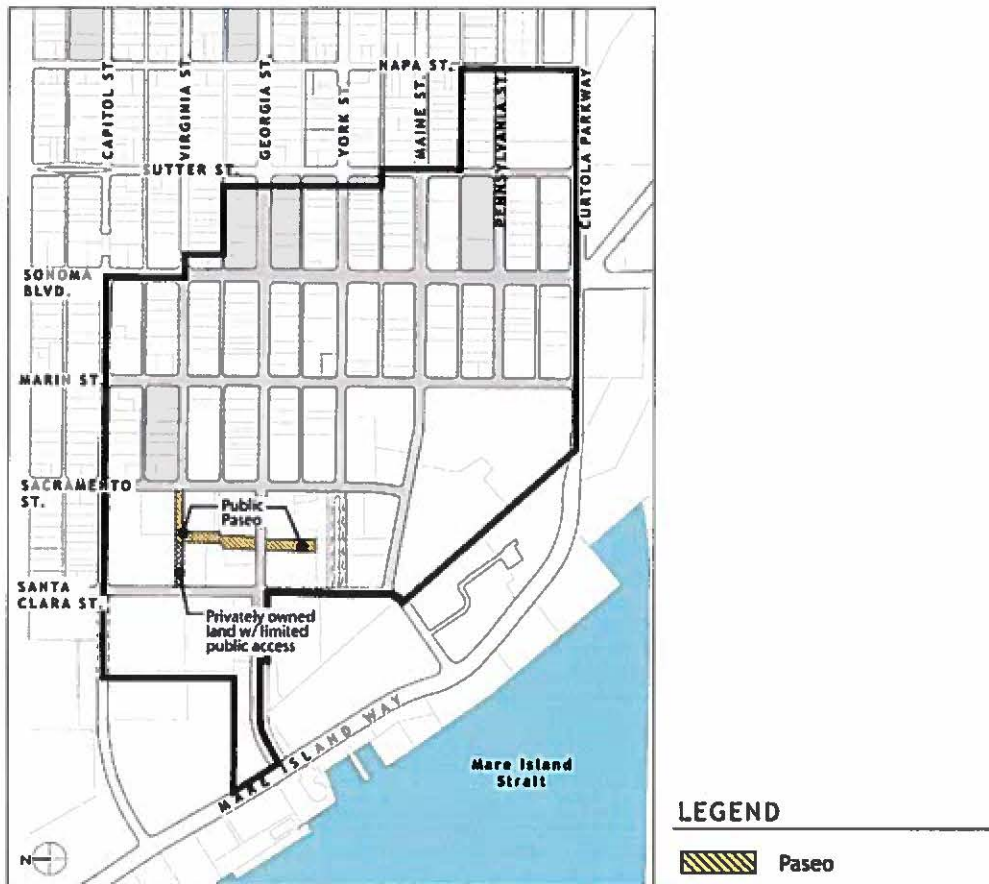 NAPA ST.
CAPITOL ST.
VIRGINIA ST.
GEORGIA ST.
YORK ST.
MAINE ST.
PENNSYLVANIA ST.
CURTOLA PARKWAY
SUTTER ST.
SONOMA
BLVD.
MARIN ST.
SACRAMENTO
ST.
Public
Paseo
SANTA
CLARA ST.
Privately owned
land w/ limited
public access
MARE ISLAND WAY
Mare Island
Strait
N
LEGEND
Paseo